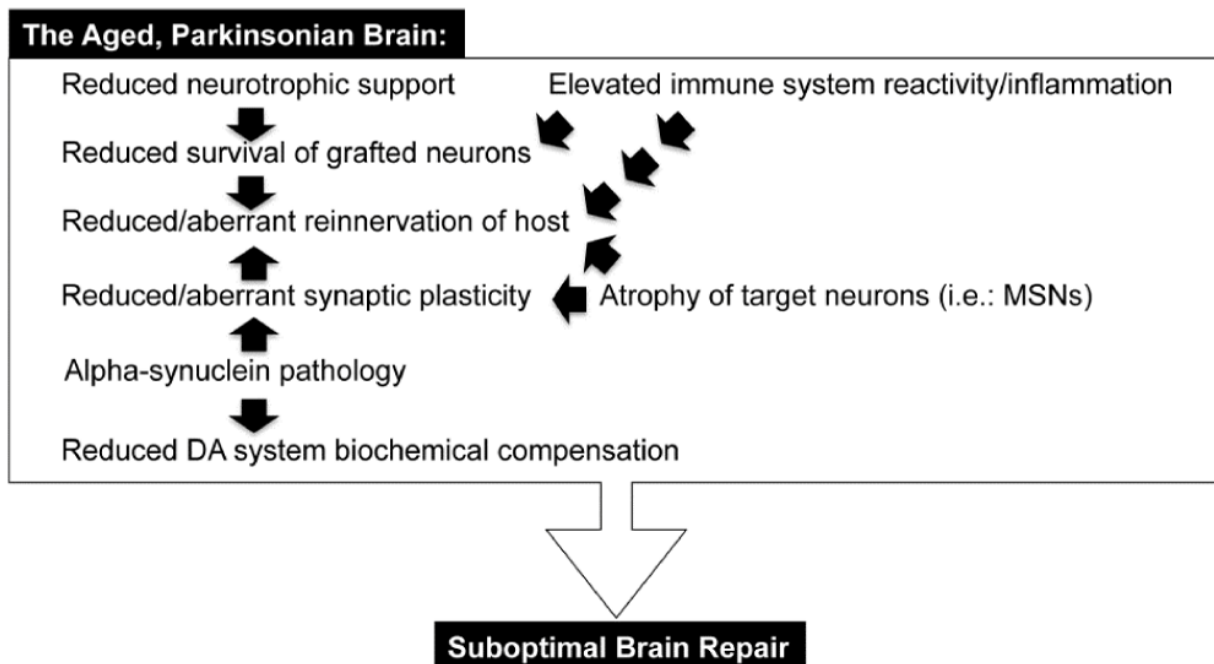 The Aged, Parkinsonian Brain:
Reduced neurotrophic support
Elevated immune system reactivity/inflammation
Reduced survival of grafted neurons
Reduced/aberrant reinnervation of host
Reduced/aberrant synaptic plasticity
Atrophy of target neurons (i.e.: MSNs)
Alpha-synuclein pathology
Reduced DA system biochemical compensation
Suboptimal Brain Repair